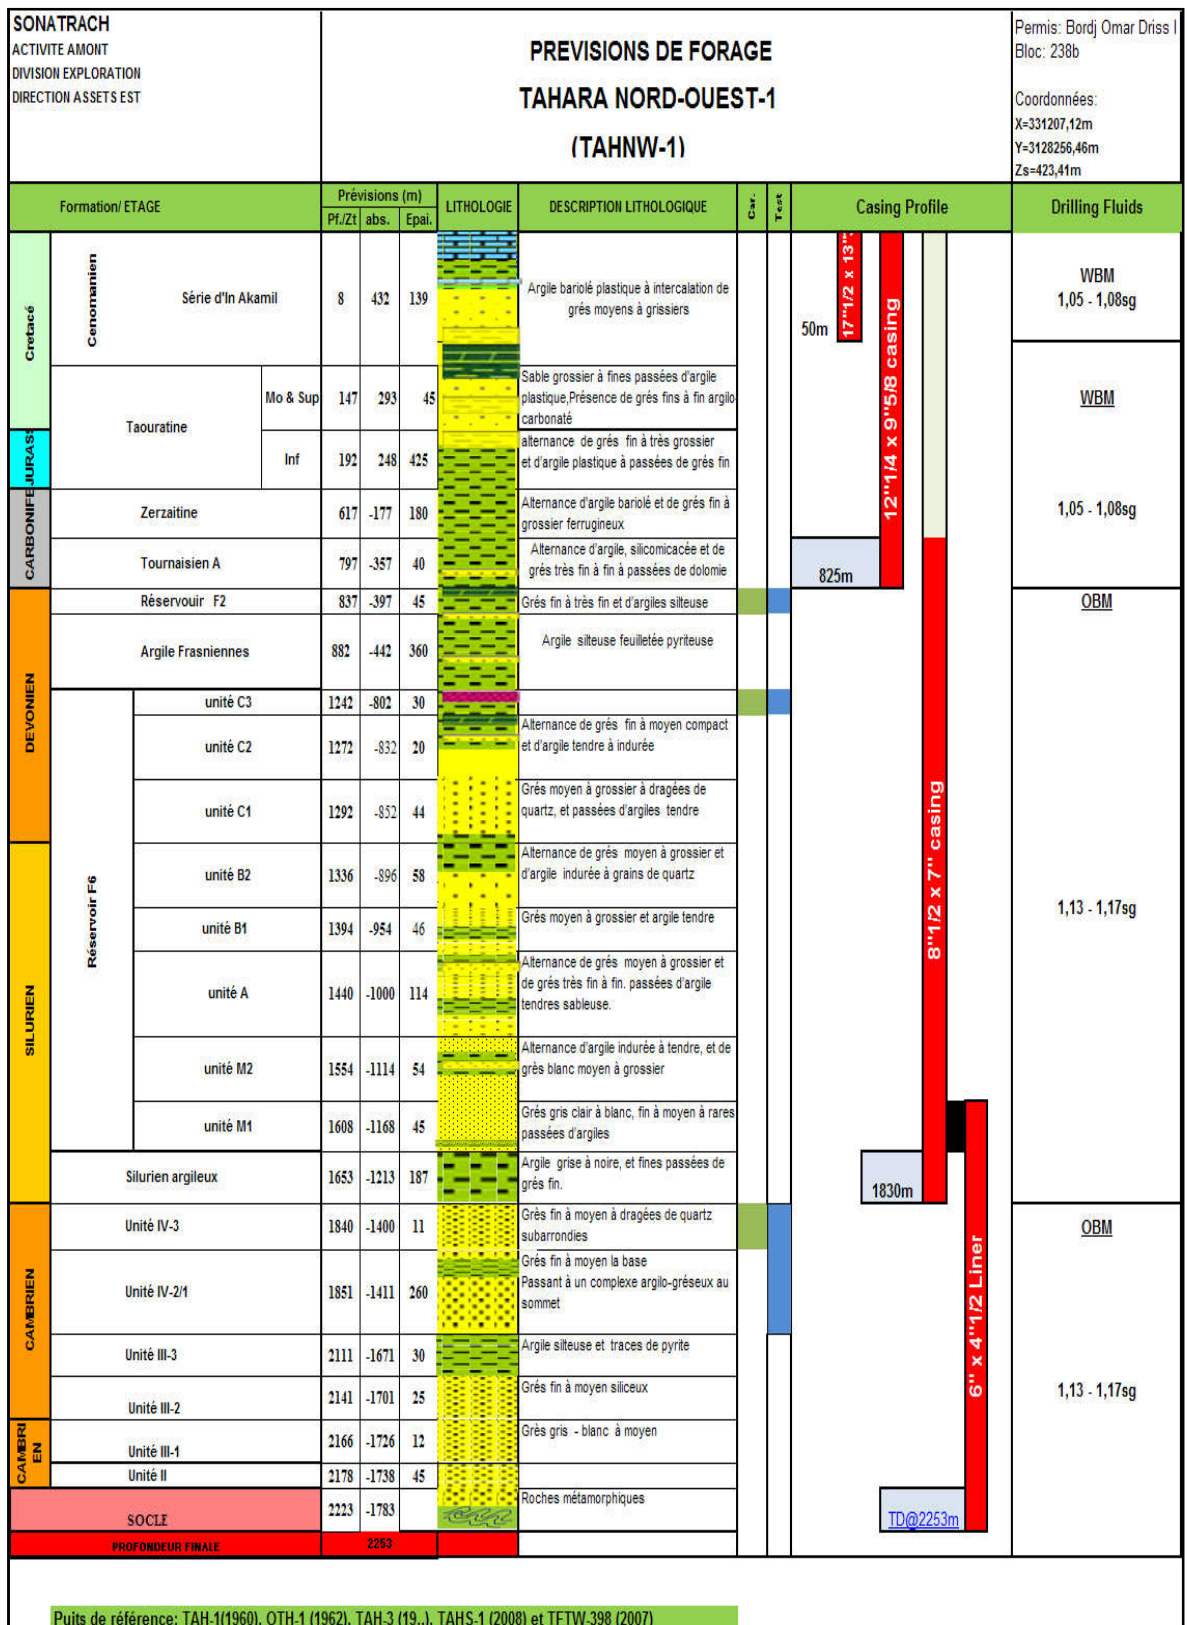 SONATRACH
ACTIVITE AMONT
DIVISION EXPLORATION
DIRECTION ASSETS EST
PREVISIONS DE FORAGE
TAHARA NORD-OUEST-1
(TAHNW-1)
Permis: Bordj Omar Driss I
Bloc: 238b
Coordonnées:
X=331207,12m
Y=3128256,46m
Zs=423,41m
Formation/ ETAGE
Prévisions (m)
Pf./Zt abs. Epai.
LITHOLOGIE
DESCRIPTION LITHOLOGIQUE
Car.
Test
Casing Profile
Drilling Fluids
Cretacé
Cenomanien
Série d'In Akamil 8 432 139
Argile bariolé plastique à intercalation de
grés moyens à grissiers
Taouratine
Mo & Sup 147 293 45
Sable grossier à fines passées d'argile
plastique,Présence de grés fins à fin argilo
carbonaté
JURASS
Inf 192 248 425
alternance de grés fin à très grossier
et d'argile plastique à passées de grés fin
CARBONIFE
Zerzaitine 617 -177 180
Alternance d'argile bariolé et de grés fin à
grossier ferrugineux
Tournaisien A 797 -357 40
Alternance d'argile, silicomicacée et de
grés très fin à fin à passées de dolomie
DEVONIEN
Réservouir F2 837 -397 45
Grés fin à très fin et d'argiles silteuse
Argile Frasniennes 882 -442 360
Argile silteuse feuilletée pyriteuse
Réservoir F6
unité C3 1242 -802 30
unité C2 1272 -832 20
Alternance de grés fin à moyen compact
et d'argile tendre à indurée
unité C1 1292 -852 44
Grés moyen à grossier à dragées de
quartz, et passées d'argiles tendre
SILURIEN
unité B2 1336 -896 58
Alternance de grés moyen à grossier et
d'argile indurée à grains de quartz
unité B1 1394 -954 46
Grés moyen à grossier et argile tendre
unité A 1440 -1000 114
Alternance de grés moyen à grossier et
de grés très fin à fin. passées d'argile
tendres sableuse.
unité M2 1554 -1114 54
Alternance d'argile indurée à tendre, et de
grès blanc moyen à grossier
unité M1 1608 -1168 45
Grés gris clair à blanc, fin à moyen à rares
passées d'argiles
Silurien argileux 1653 -1213 187
Argile grise à noire, et fines passées de
grés fin.
CAMBRIEN
Unité IV-3 1840 -1400 11
Grès fin à moyen à dragées de quartz
subarrondies
Unité IV-2/1 1851 -1411 260
Grés fin à moyen la base
Passant à un complexe argilo-gréseux au
sommet
Unité III-3 2111 -1671 30
Argile silteuse et traces de pyrite
Unité III-2 2141 -1701 25
Grés fin à moyen siliceux
CAMBRI
EN
Unité III-1 2166 -1726 12
Grès gris - blanc à moyen
Unité II 2178 -1738 45
SOCLE 2223 -1783
Roches métamorphiques
PROFONDEUR FINALE 2253
50m
17"1/2 x 13"
12"1/4 x 9"5/8 casing
825m
8"1/2 x 7" casing
1830m
6" x 4"1/2 Liner
TD@2253m
WBM
1,05 - 1,08sg
WBM
1,05 - 1,08sg
OBM
1,13 - 1,17sg
OBM
1,13 - 1,17sg
Puits de référence: TAH-1(1960), OTH-1 (1962), TAH-3 (19..), TAHS-1 (2008) et TFTW-398 (2007)